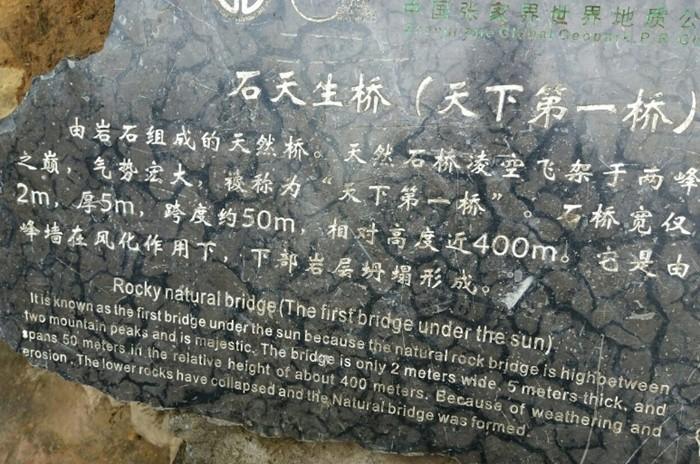 中国张家界世界地质公
Global Geopark, P.R.
石天生桥（天下第一桥）
由岩石组成的天然桥。天然石桥凌空飞架于两峰
之巅，气势宏大，被称为“天下第一桥”。石桥宽仅
2m，厚5m，跨度约50m，相对高度近400m。它是由
峰墙在风化作用下，下部岩层坍塌形成。
Rocky natural bridge(The first bridge under the sun)
It is known as the first bridge under the sun because the natural rock bridge is highbetween
two mountain peaks and is majestic. The bridge is only 2 meters wide, 5 meters thick, and
spans 50 meters in the relative height of about 400 meters. Because of weathering and
erosion .The lower rocks have collapsed and the Natural bridge was formed.